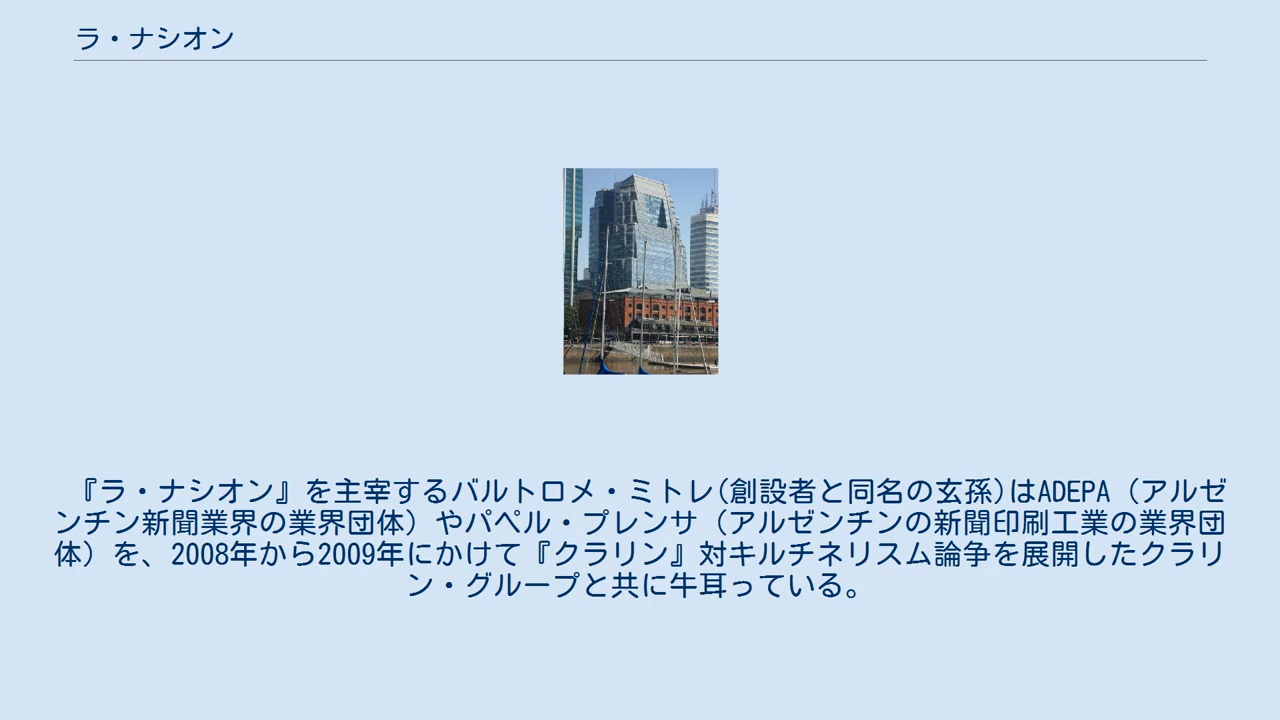 ラ・ナシオン
『ラ・ナシオン』を主宰するバルトロメ・ミトレ(創設者と同名の玄孫)はADEPA（アルゼ
ンチン新聞業界の業界団体）やパペル・プレンサ（アルゼンチンの新聞印刷工業の業界団
体）を、2008年から2009年にかけて『クラリン』対キルチネリスム論争を展開したクラリ
ン・グループと共に牛耳っている。